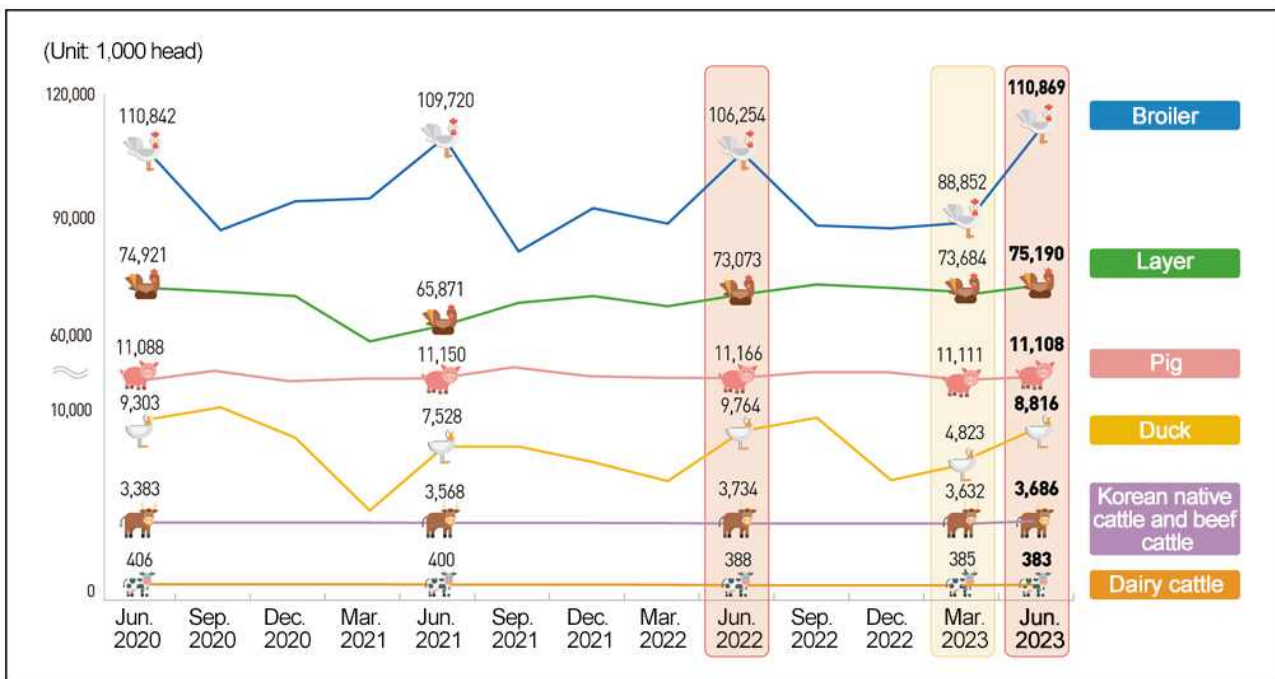 (Unit: 1,000 head)
120,000
90,000
60,000
10,000
0
110,842
109,720
106,254
88,852
110,869
Broiler
74,921
65,871
73,073
73,684
75,190
Layer
11,088
11,150
11,166
11,111
11,108
Pig
9,303
7,528
9,764
4,823
8,816
Duck
3,383
3,568
3,734
3,632
3,686
Korean native
cattle and beef
cattle
406
400
388
385
383
Dairy cattle
Jun.
2020
Sep.
2020
Dec.
2020
Mar.
2021
Jun.
2021
Sep.
2021
Dec.
2021
Mar.
2022
Jun.
2022
Sep.
2022
Dec.
2022
Mar.
2023
Jun.
2023